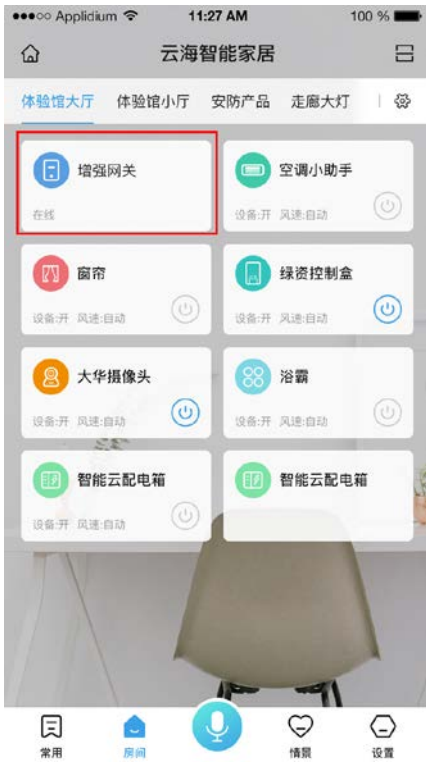 Applidium 11:27 AM 100 %
云海智能家居
体验馆大厅 体验馆小厅 安防产品 走廊大灯
增强网关
在线
空调小助手
设备:开 风速:自动
窗帘
设备:开 风速:自动
绿资控制盒
设备:开 风速:自动
大华摄像头
设备:开 风速:自动
浴霸
设备:开 风速:自动
智能云配电箱
设备:开 风速:自动
智能云配电箱
常用 房间 情景 设置